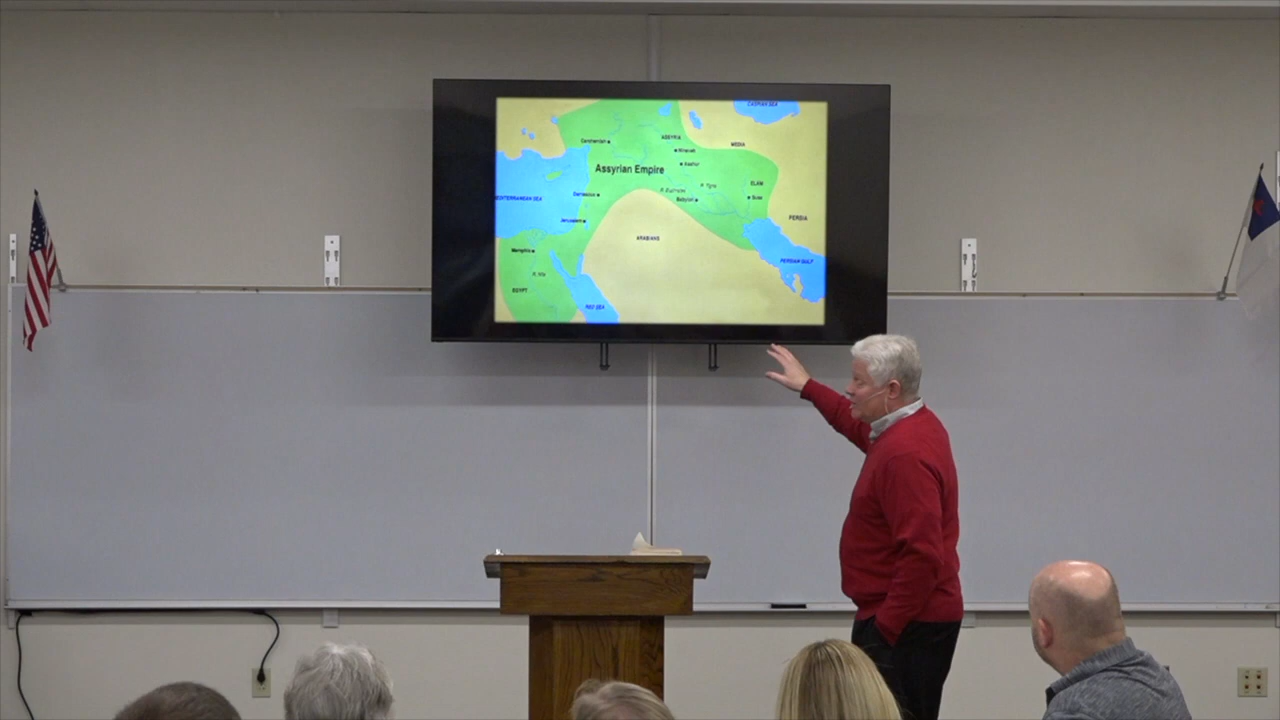 CASPIAN SEA
ASSYRIA
Carchemish
MEDIA
Nineveh
Asshur
Assyrian Empire
ELAM
R. Tigris
R. Euphrates
Damascus
MEDITERRANEAN SEA
Babylon
Susa
Jerusalem
PERSIA
ARABIANS
Memphis
PERSIAN GULF
R. Nile
EGYPT
RED SEA